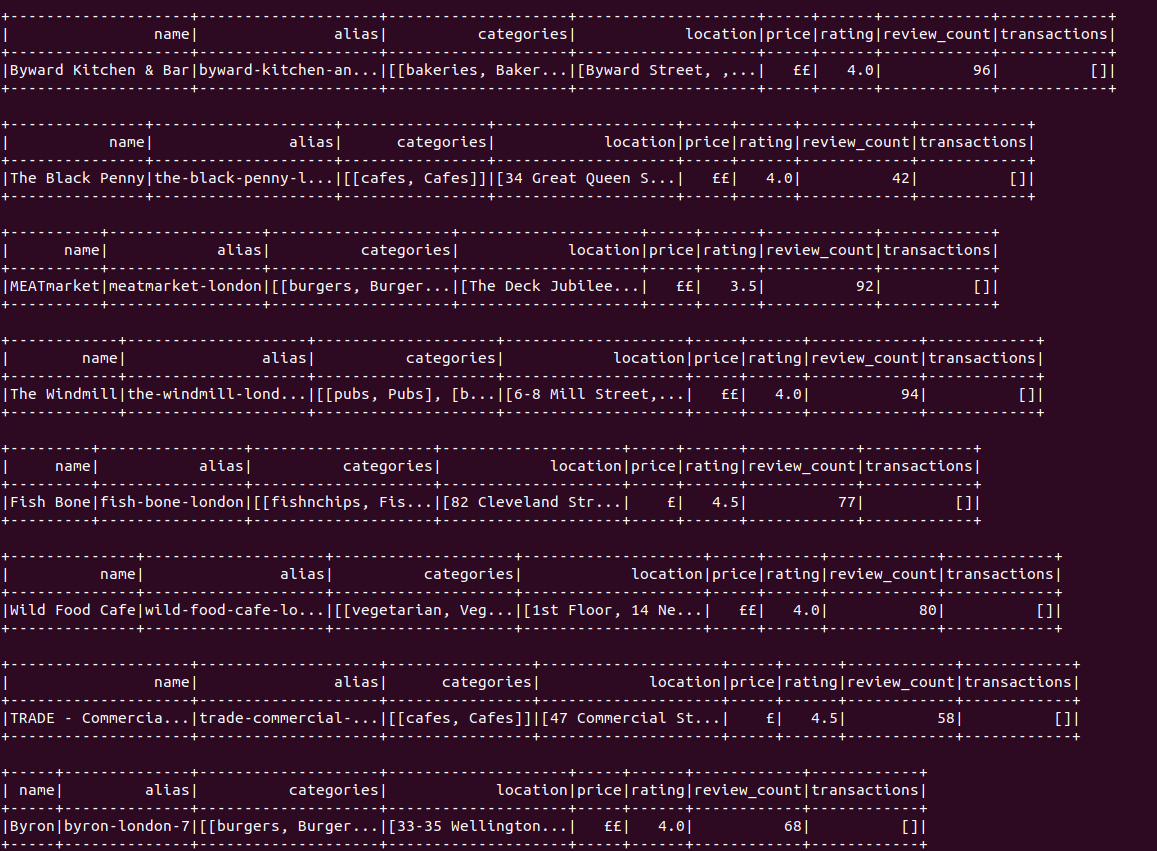 +--------------------+--------------------+--------------------+--------------------+-----+------+------------+------------+
|                name|               alias|          categories|            location|price|rating|review_count|transactions|
+--------------------+--------------------+--------------------+--------------------+-----+------+------------+------------+
|Byward Kitchen & Bar|byward-kitchen-an...|[[bakeries, Baker...|[Byward Street, ,...|   ££|   4.0|          96|          []|
+--------------------+--------------------+--------------------+--------------------+-----+------+------------+------------+
+---------------+--------------------+----------------+--------------------+-----+------+------------+------------+
|           name|               alias|      categories|            location|price|rating|review_count|transactions|
+---------------+--------------------+----------------+--------------------+-----+------+------------+------------+
|The Black Penny|the-black-penny-l...|[[cafes, Cafes]]|[34 Great Queen S...|   ££|   4.0|          42|          []|
+---------------+--------------------+----------------+--------------------+-----+------+------------+------------+
+----------+-----------------+--------------------+--------------------+-----+------+------------+------------+
|      name|            alias|          categories|            location|price|rating|review_count|transactions|
+----------+-----------------+--------------------+--------------------+-----+------+------------+------------+
|MEATmarket|meatmarket-london|[[burgers, Burger...|[The Deck Jubilee...|   ££|   3.5|          92|          []|
+----------+-----------------+--------------------+--------------------+-----+------+------------+------------+
+------------+--------------------+--------------------+--------------------+-----+------+------------+------------+
|        name|               alias|          categories|            location|price|rating|review_count|transactions|
+------------+--------------------+--------------------+--------------------+-----+------+------------+------------+
|The Windmill|the-windmill-lond...|[[pubs, Pubs], [b...|[6-8 Mill Street,...|   ££|   4.0|          94|          []|
+------------+--------------------+--------------------+--------------------+-----+------+------------+------------+
+---------+----------------+--------------------+--------------------+-----+------+------------+------------+
|     name|           alias|          categories|            location|price|rating|review_count|transactions|
+---------+----------------+--------------------+--------------------+-----+------+------------+------------+
|Fish Bone|fish-bone-london|[[fishnchips, Fis...|[82 Cleveland Str...|    £|   4.5|          77|          []|
+---------+----------------+--------------------+--------------------+-----+------+------------+------------+
+--------------+--------------------+--------------------+--------------------+-----+------+------------+------------+
|          name|               alias|          categories|            location|price|rating|review_count|transactions|
+--------------+--------------------+--------------------+--------------------+-----+------+------------+------------+
|Wild Food Cafe|wild-food-cafe-lo...|[[vegetarian, Veg...|[1st Floor, 14 Ne...|   ££|   4.0|          80|          []|
+--------------+--------------------+--------------------+--------------------+-----+------+------------+------------+
+--------------------+--------------------+----------------+--------------------+-----+------+------------+------------+
|                name|               alias|      categories|            location|price|rating|review_count|transactions|
+--------------------+--------------------+----------------+--------------------+-----+------+------------+------------+
|TRADE - Commercia...|trade-commercial-...|[[cafes, Cafes]]|[47 Commercial St...|    £|   4.5|          58|          []|
+--------------------+--------------------+----------------+--------------------+-----+------+------------+------------+
+-----+--------------+--------------------+--------------------+-----+------+------------+------------+
| name|         alias|          categories|            location|price|rating|review_count|transactions|
+-----+--------------+--------------------+--------------------+-----+------+------------+------------+
|Byron|byron-london-7|[[burgers, Burger...|[33-35 Wellington...|   ££|   4.0|          68|          []|
+-----+--------------+--------------------+--------------------+-----+------+------------+------------+